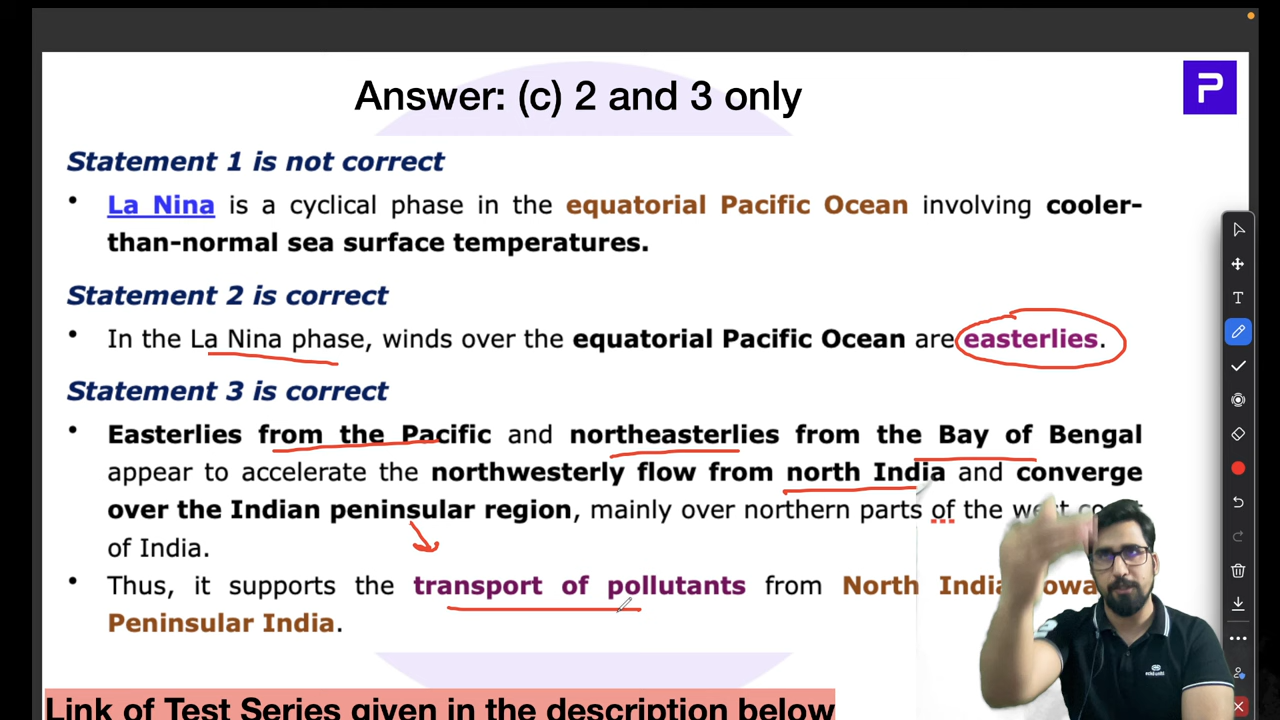 P
Answer: (c) 2 and 3 only
Statement 1 is not correct
• La Nina is a cyclical phase in the equatorial Pacific Ocean involving cooler-
than-normal sea surface temperatures.
Statement 2 is correct
• In the La Nina phase, winds over the equatorial Pacific Ocean are easterlies.
Statement 3 is correct
• Easterlies from the Pacific and northeasterlies from the Bay of Bengal
appear to accelerate the northwesterly flow from north India and converge
over the Indian peninsular region, mainly over northern parts of the west
of India.
• Thus, it supports the transport of pollutants from North India
Peninsular India.
Link of Test Series given in the description below